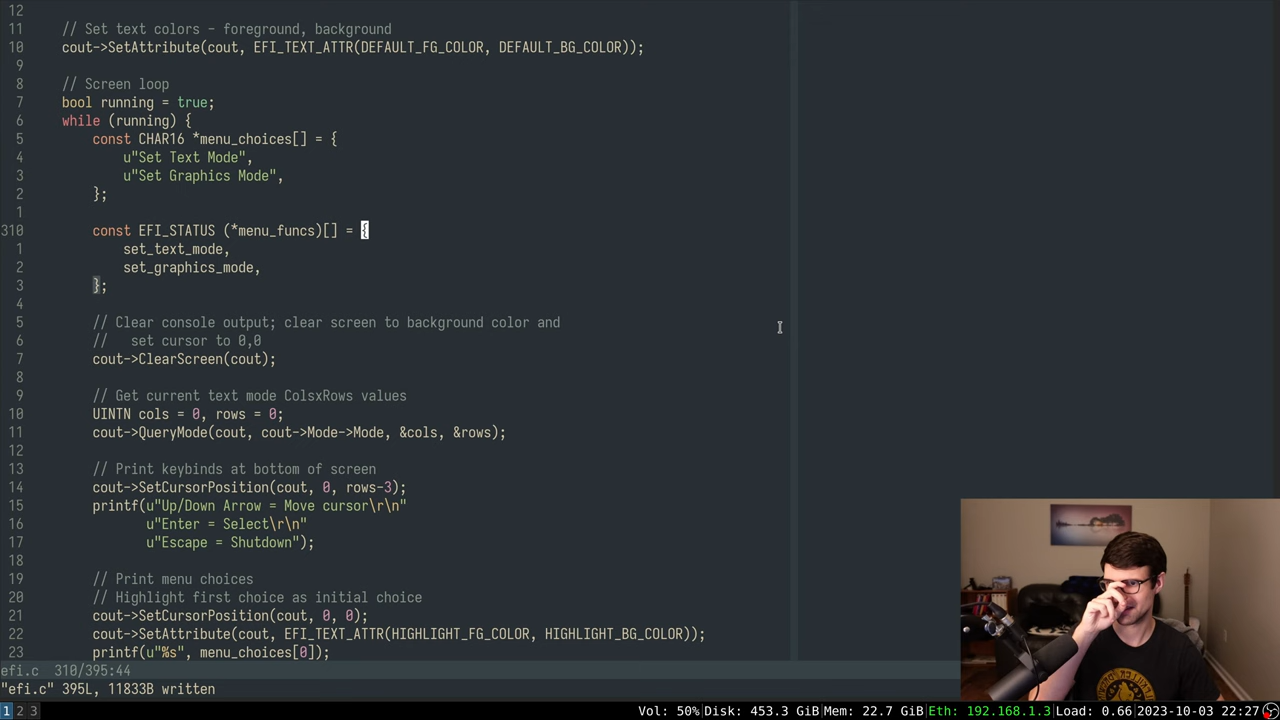 12
11 // Set text colors - foreground, background
10 cout->SetAttribute(cout, EFI_TEXT_ATTR(DEFAULT_FG_COLOR, DEFAULT_BG_COLOR));
9
8 // Screen loop
7 bool running = true;
6 while (running) {
5 const CHAR16 *menu_choices[] = {
4 u"Set Text Mode",
3 u"Set Graphics Mode",
2 };
1
310 const EFI_STATUS (*menu_funcs)[] = {
1 set_text_mode,
2 set_graphics_mode,
3 };
4
5 // Clear console output; clear screen to background color and
6 //   set cursor to 0,0
7 cout->ClearScreen(cout);
8
9 // Get current text mode ColsxRows values
10 UINTN cols = 0, rows = 0;
11 cout->QueryMode(cout, cout->Mode->Mode, &cols, &rows);
12
13 // Print keybinds at bottom of screen
14 cout->SetCursorPosition(cout, 0, rows-3);
15 printf(u"Up/Down Arrow = Move cursor\r\n"
16 u"Enter = Select\r\n"
17 u"Escape = Shutdown");
18
19 // Print menu choices
20 // Highlight first choice as initial choice
21 cout->SetCursorPosition(cout, 0, 0);
22 cout->SetAttribute(cout, EFI_TEXT_ATTR(HIGHLIGHT_FG_COLOR, HIGHLIGHT_BG_COLOR));
23 printf(u"%s", menu_choices[0]);
efi.c 310/395:44
"efi.c" 395L, 11833B written
1 2 3 Vol: 50%|Disk: 453.3 GiB|Mem: 22.7 GiB|Eth: 192.168.1.3|Load: 0.66|2023-10-03 22:27